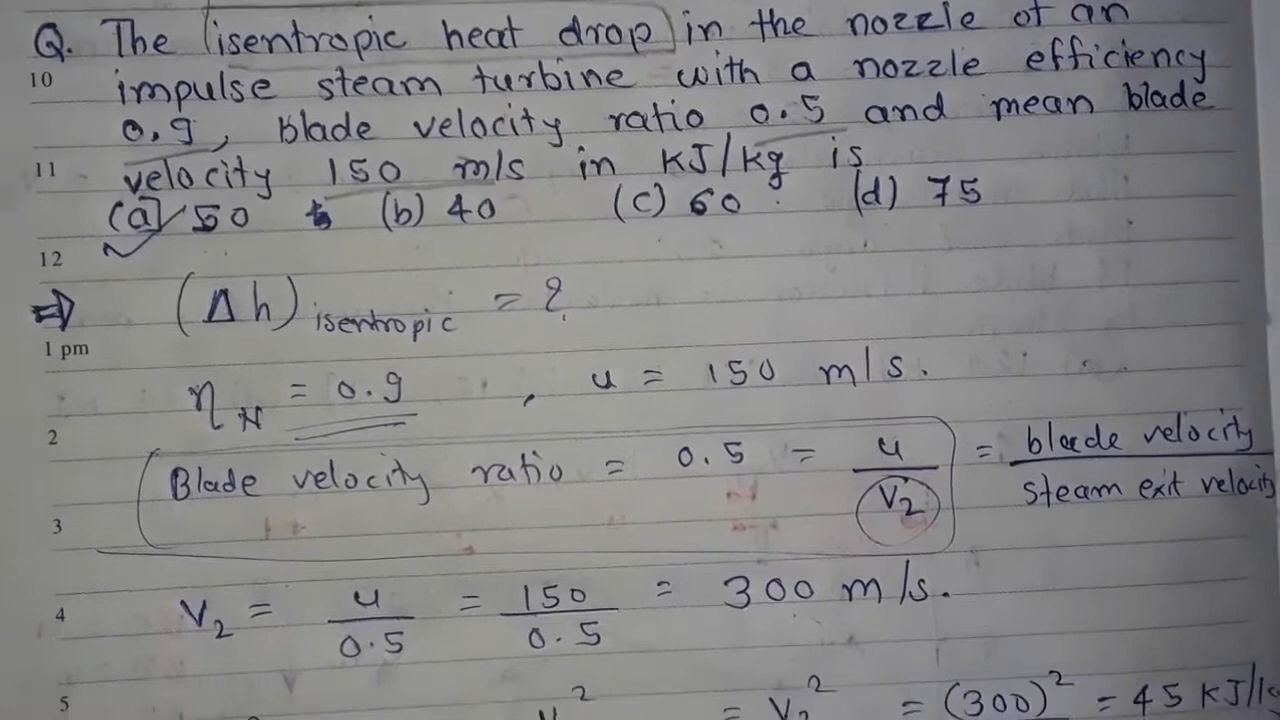 Q. The isentropic heat drop in the nozzle of an
10 impulse steam turbine with a nozzle efficiency
0.9, blade velocity ratio 0.5 and mean blade
11 velocity 150 m/s in KJ/kg is
(a) 50 (b) 40 (c) 60 (d) 75
12
⇒ (Δh) isentropic = ?
1 pm
η N = 0.9 , u = 150 m/s.
2
Blade velocity ratio = 0.5 = u / V2 = blade velocity / steam exit velocity
3
4 V2 = u / 0.5 = 150 / 0.5 = 300 m/s.
5 = V2² = (300)² = 45 KJ/kg